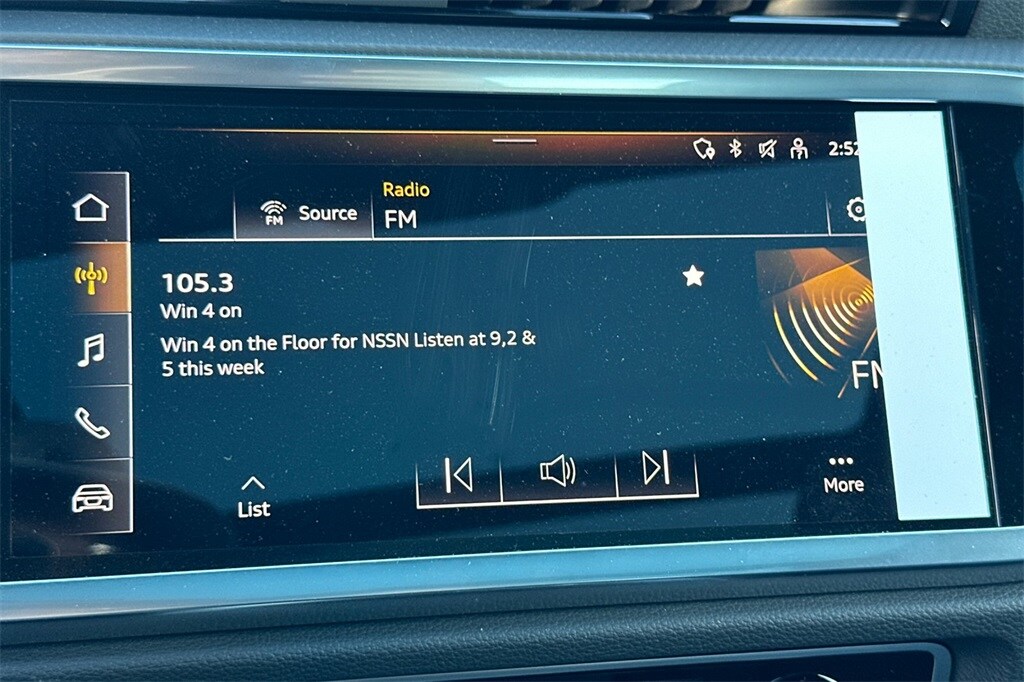 2:52
Radio
FM
Source
FM
105.3
Win 4 on
Win 4 on the Floor for NSSN Listen at 9,2 &
5 this week
FM
List
More